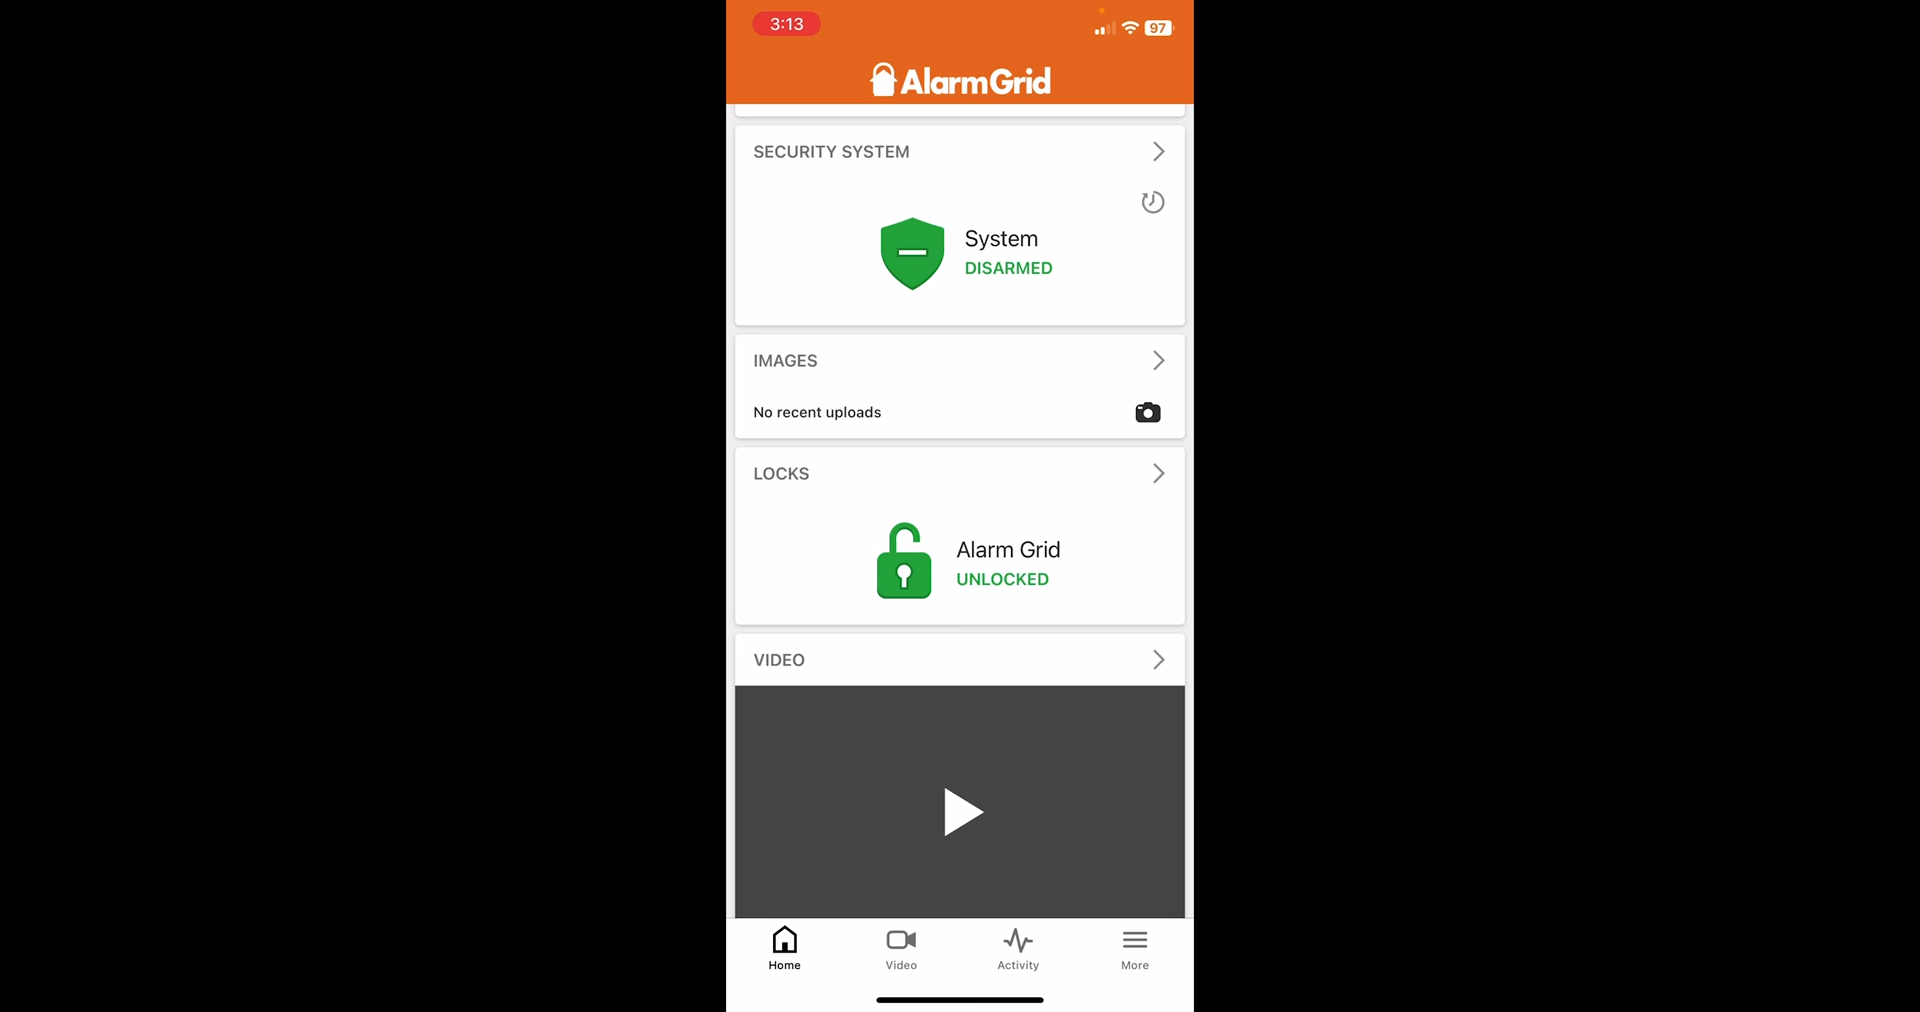 3:13
97
AlarmGrid
SECURITY SYSTEM
System
DISARMED
IMAGES
No recent uploads
LOCKS
Alarm Grid
UNLOCKED
VIDEO
Home
Video
Activity
More